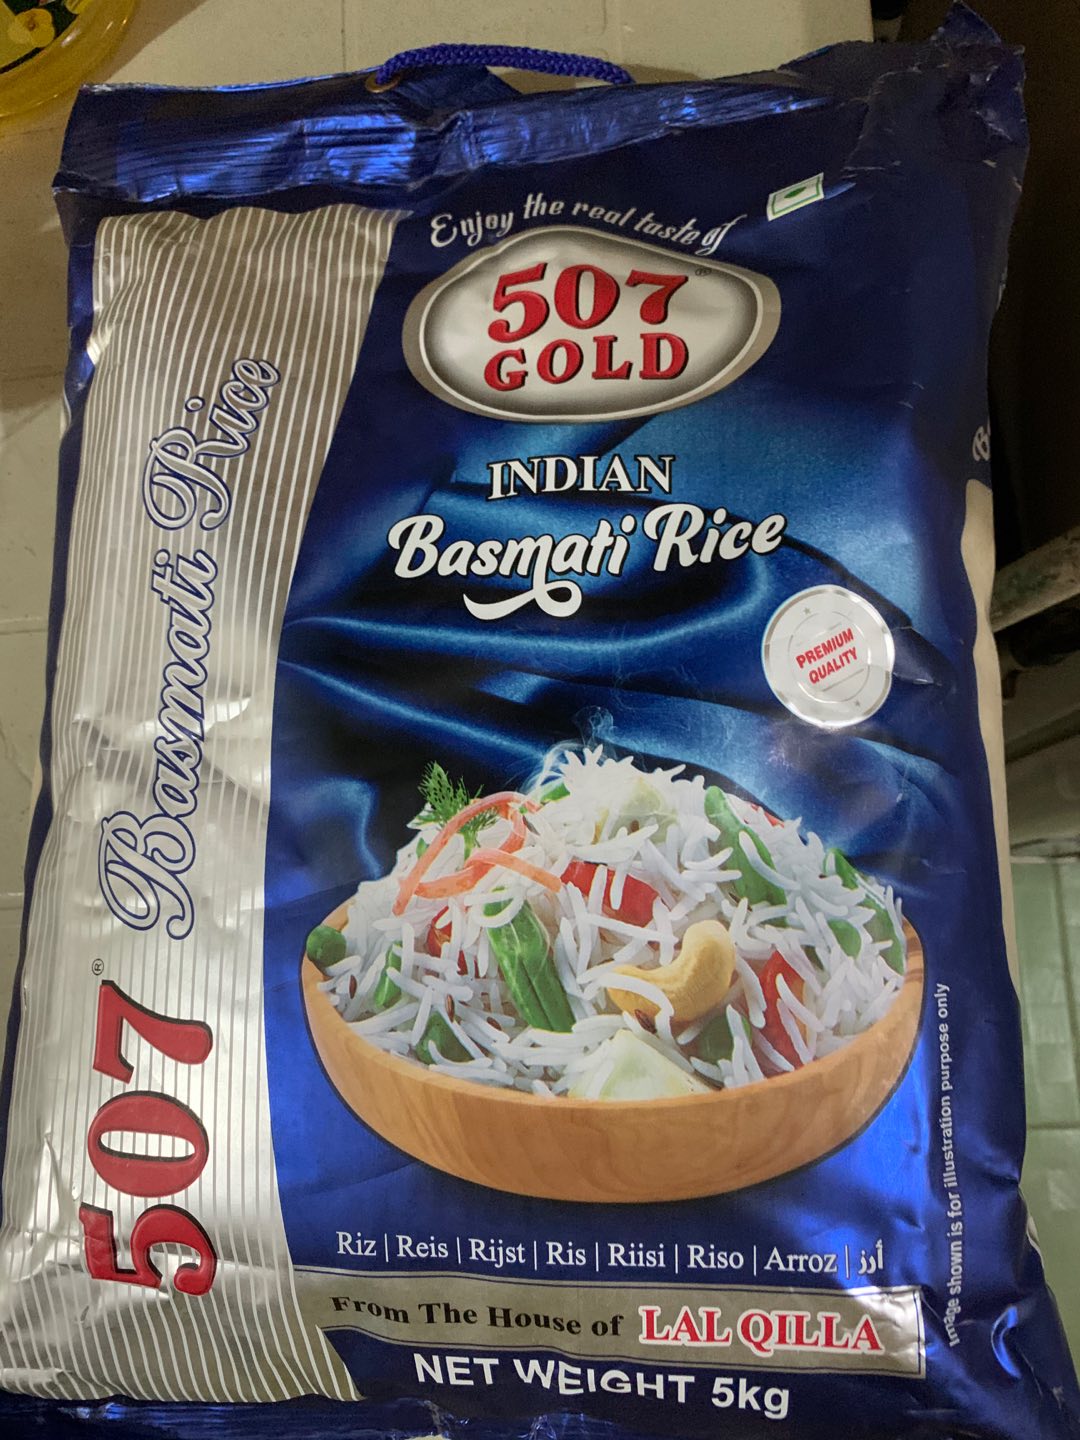 Enjoy the real taste of
507®
GOLD
INDIAN
Basmati Rice
PREMIUM
QUALITY
507® Basmati Rice
Riz | Reis | Rijst | Ris | Riisi | Riso | Arroz | أرز
From The House of LAL QILLA
NET WEIGHT 5kg
Image shown is for illustration purpose only